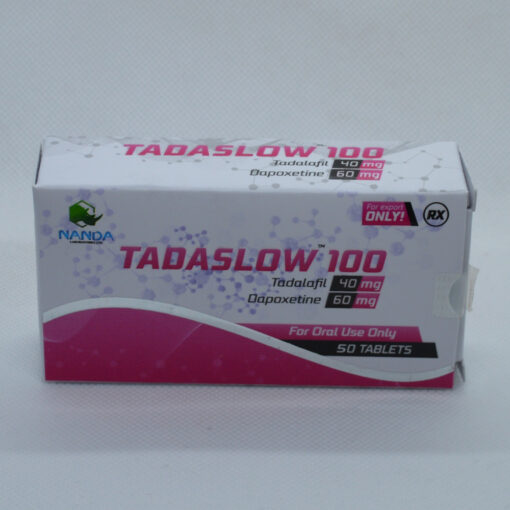 TADASLOW 100
Tadalafil 40 mg
Dapoxetine 60 mg
For export
ONLY!
RX
NANDA
TADASLOW™ 100
Tadalafil 40 mg
Dapoxetine 60 mg
For Oral Use Only
50 TABLETS